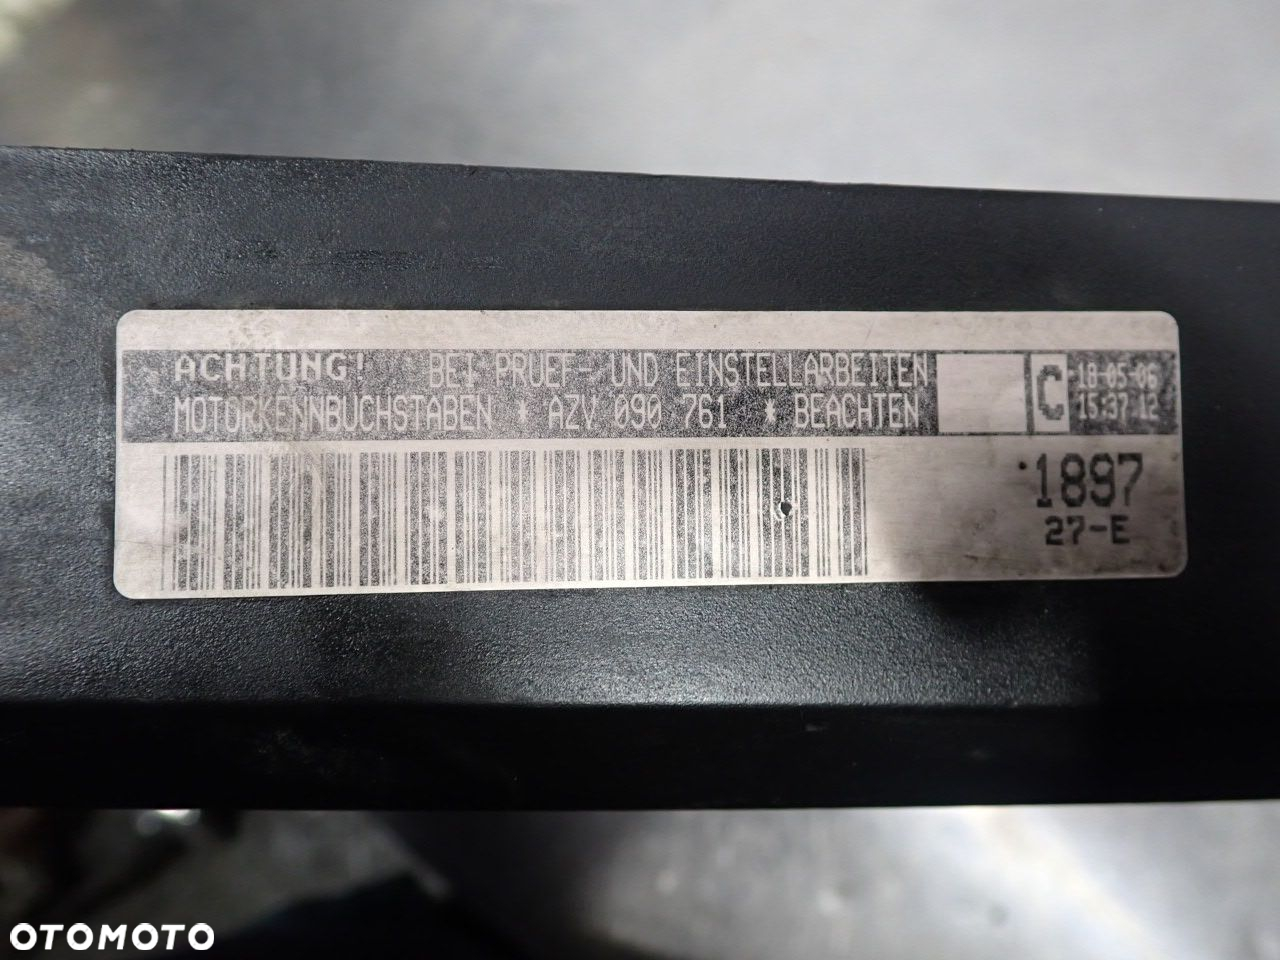 ACHTUNG! BEI PRUEF- UND EINSTELLARBEITEN
MOTORKENNBUCHSTABEN * AZV 090 761 * BEACHTEN
C
18-05-06
15:37:12
1897
27-E
OTOMOTO